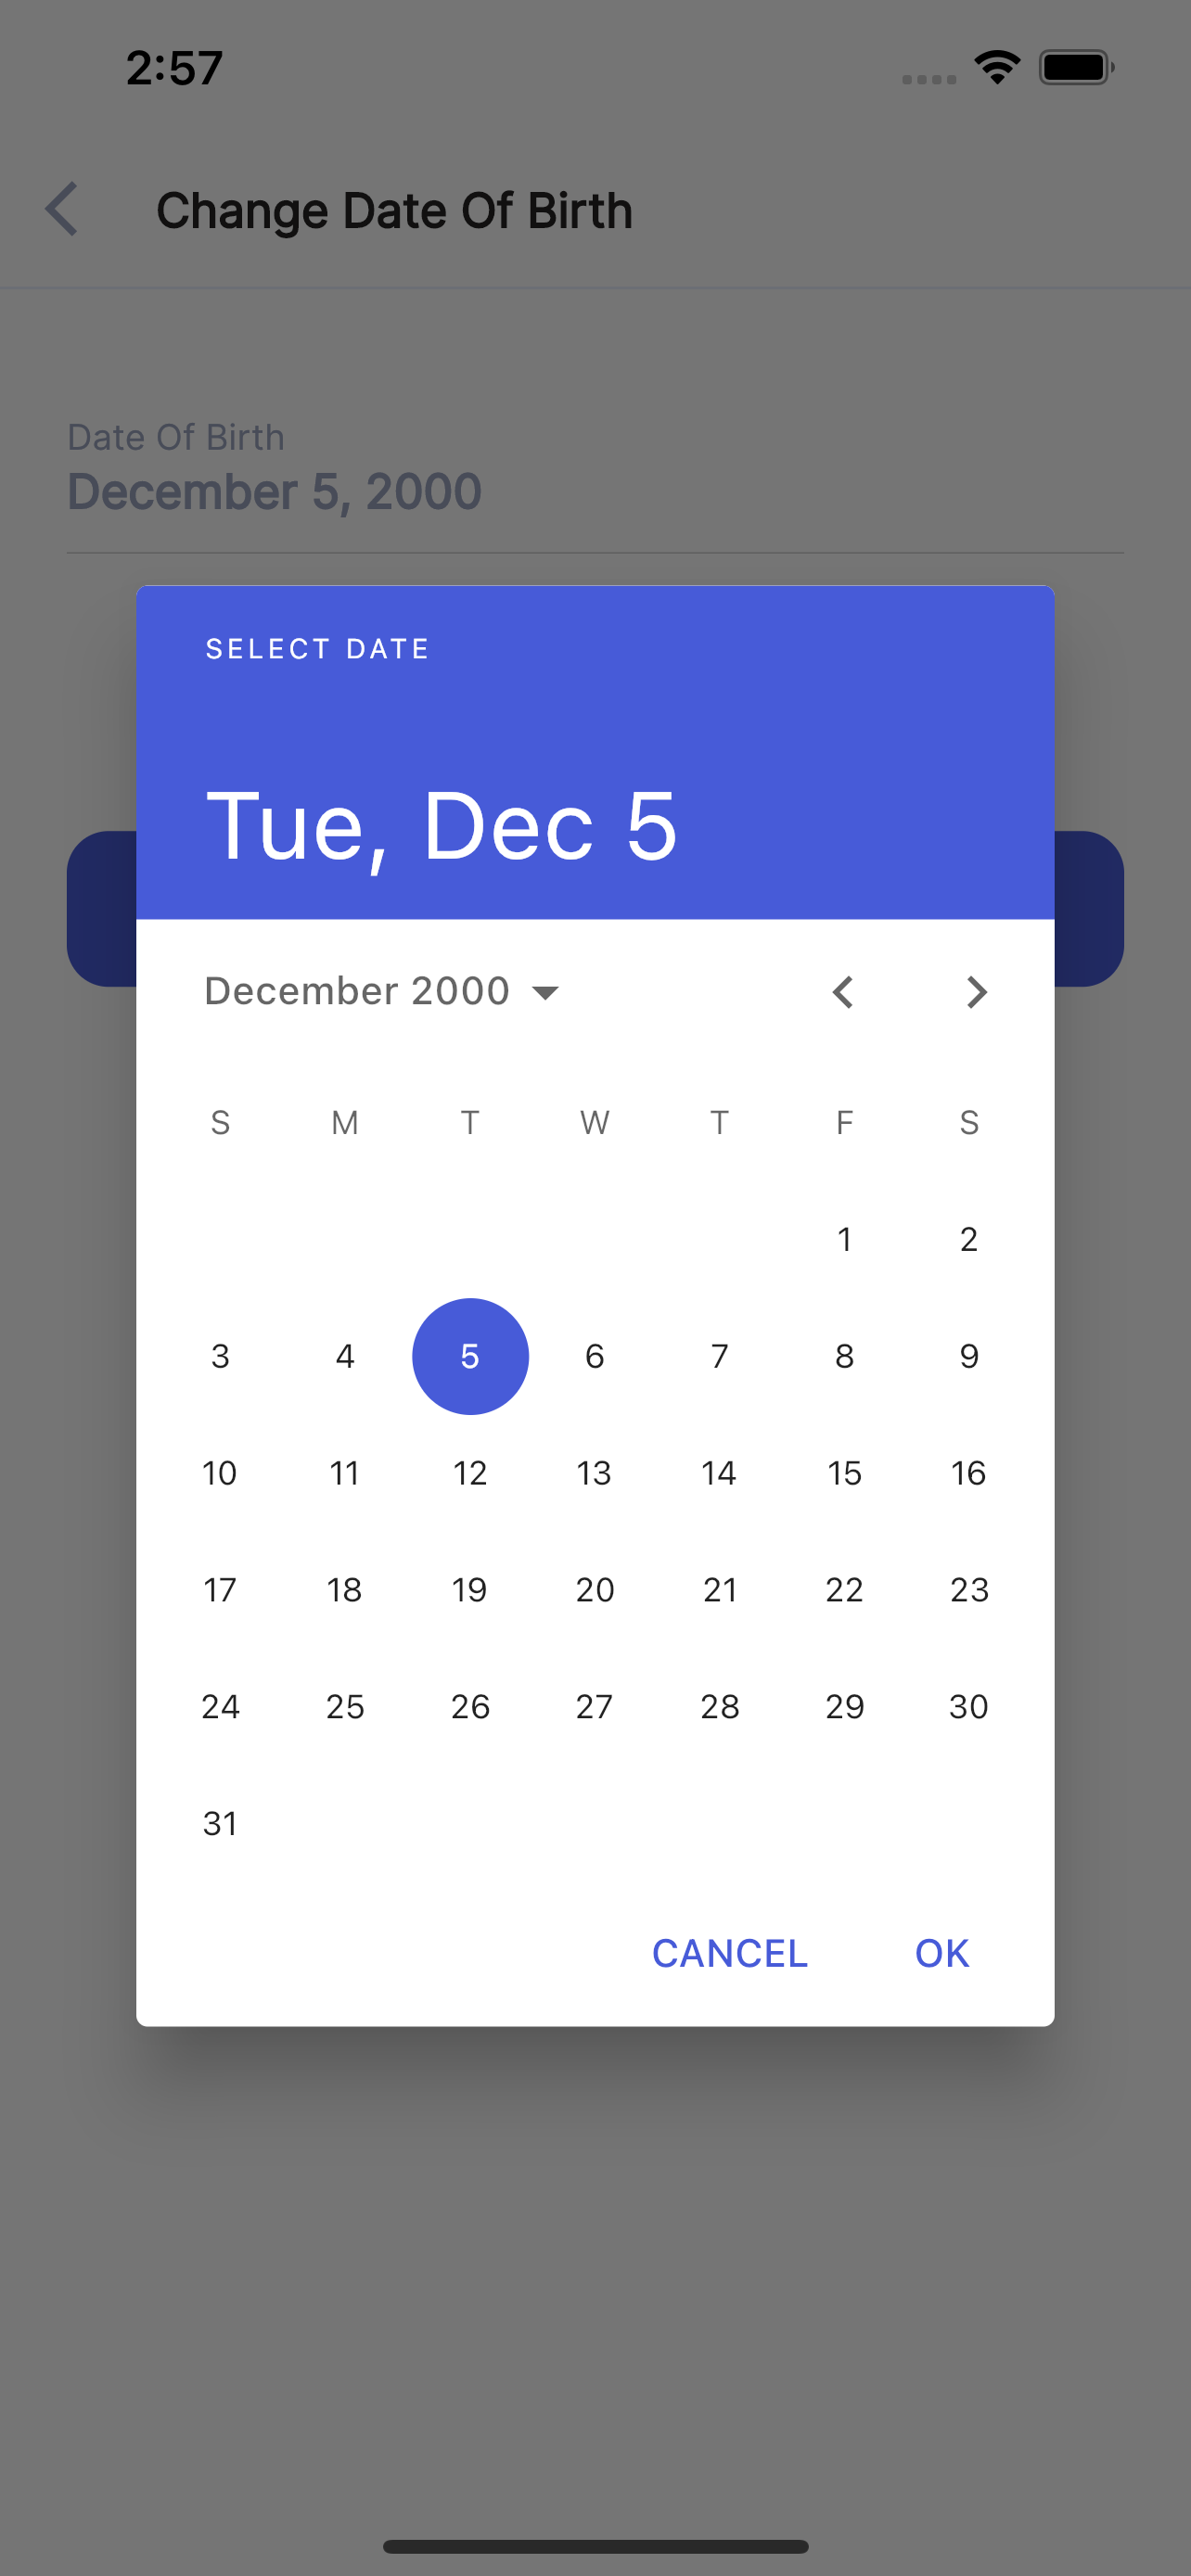 2:57
Change Date Of Birth
Date Of Birth
December 5, 2000
SELECT DATE
Tue, Dec 5
December 2000
S M T W T F S
1 2
3 4 5 6 7 8 9
10 11 12 13 14 15 16
17 18 19 20 21 22 23
24 25 26 27 28 29 30
31
CANCEL OK